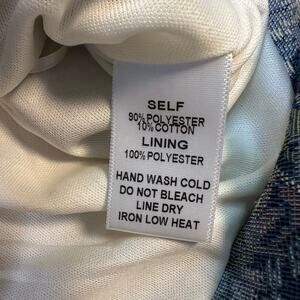 SELF
90% POLYESTER
10% COTTON
LINING
100% POLYESTER
HAND WASH COLD
DO NOT BLEACH
LINE DRY
IRON LOW HEAT